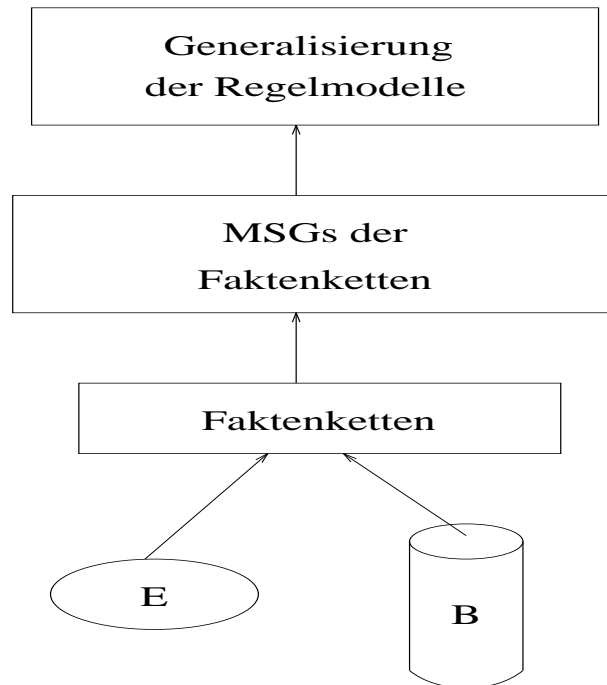 Generalisierung
der Regelmodelle
MSGs der
Faktenketten
Faktenketten
E
B